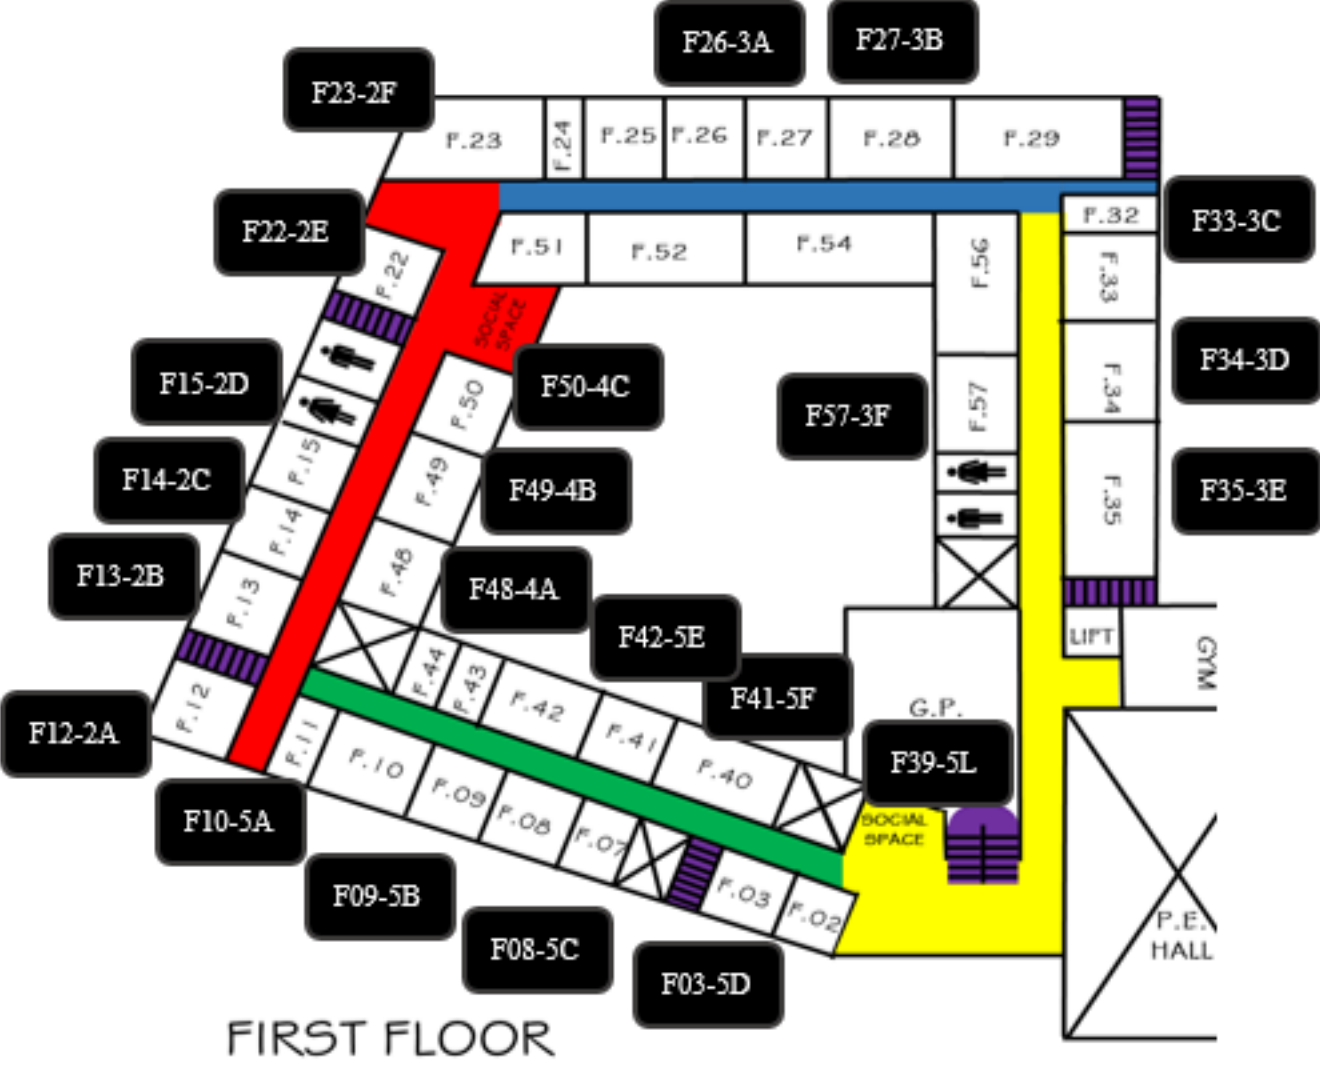 F26-3A
F27-3B
F23-2F
F.23
F.24
F.25
F.26
F.27
F.28
F.29
F22-2E
F.32
F33-3C
F.51
F.52
F.54
F.56
F.22
F.33
SOCIAL
SPACE
F15-2D
F50-4C
F34-3D
F.34
F.50
F57-3F
F.57
F14-2C
F.15
F.49
F49-4B
F35-3E
F.35
F.14
F13-2B
F.13
F.48
F48-4A
F42-5E
LIFT
GYM
F.44
F.43
F.42
F41-5F
F12-2A
F.12
F.11
F.41
G.P.
F.10
F.40
F39-5L
F10-5A
F.09
F.08
F.07
SOCIAL
SPACE
F09-5B
F.03
F.02
P.E.
HALL
F08-5C
F03-5D
FIRST FLOOR